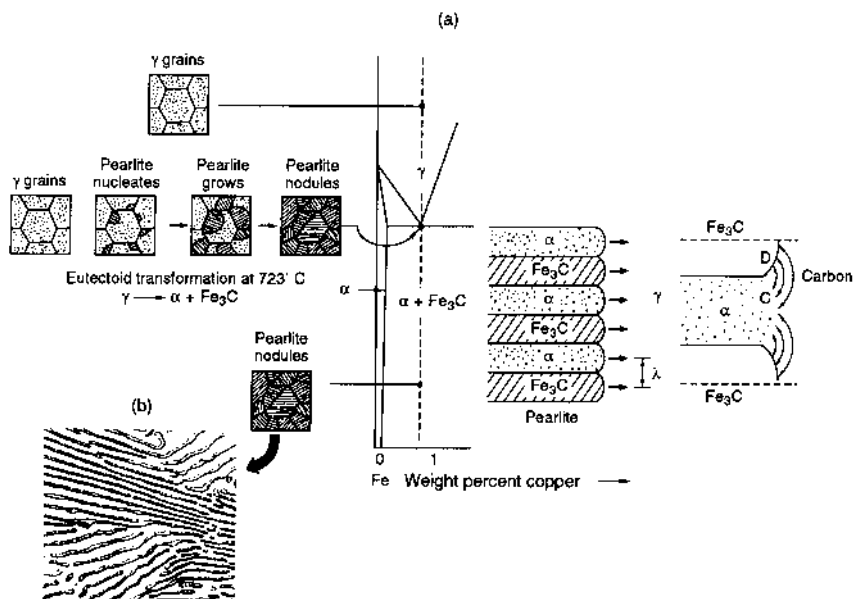 (a)
γ grains
γ grains
Pearlite
nucleates
Pearlite
grows
Pearlite
nodules
Eutectoid transformation at 723° C
γ → α + Fe₃C
γ
α
α + Fe₃C
Pearlite
nodules
0
1
Fe
Weight percent copper →
α
Fe₃C
α
Fe₃C
α
Fe₃C
Pearlite
γ
λ
Fe₃C
D
C
α
Carbon
Fe₃C
(b)